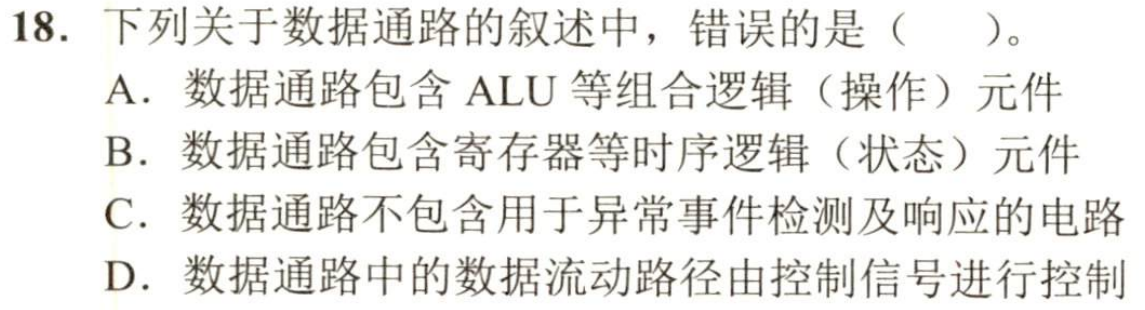 18. 下列关于数据通路的叙述中，错误的是（　　）。
A. 数据通路包含 ALU 等组合逻辑（操作）元件
B. 数据通路包含寄存器等时序逻辑（状态）元件
C. 数据通路不包含用于异常事件检测及响应的电路
D. 数据通路中的数据流动路径由控制信号进行控制